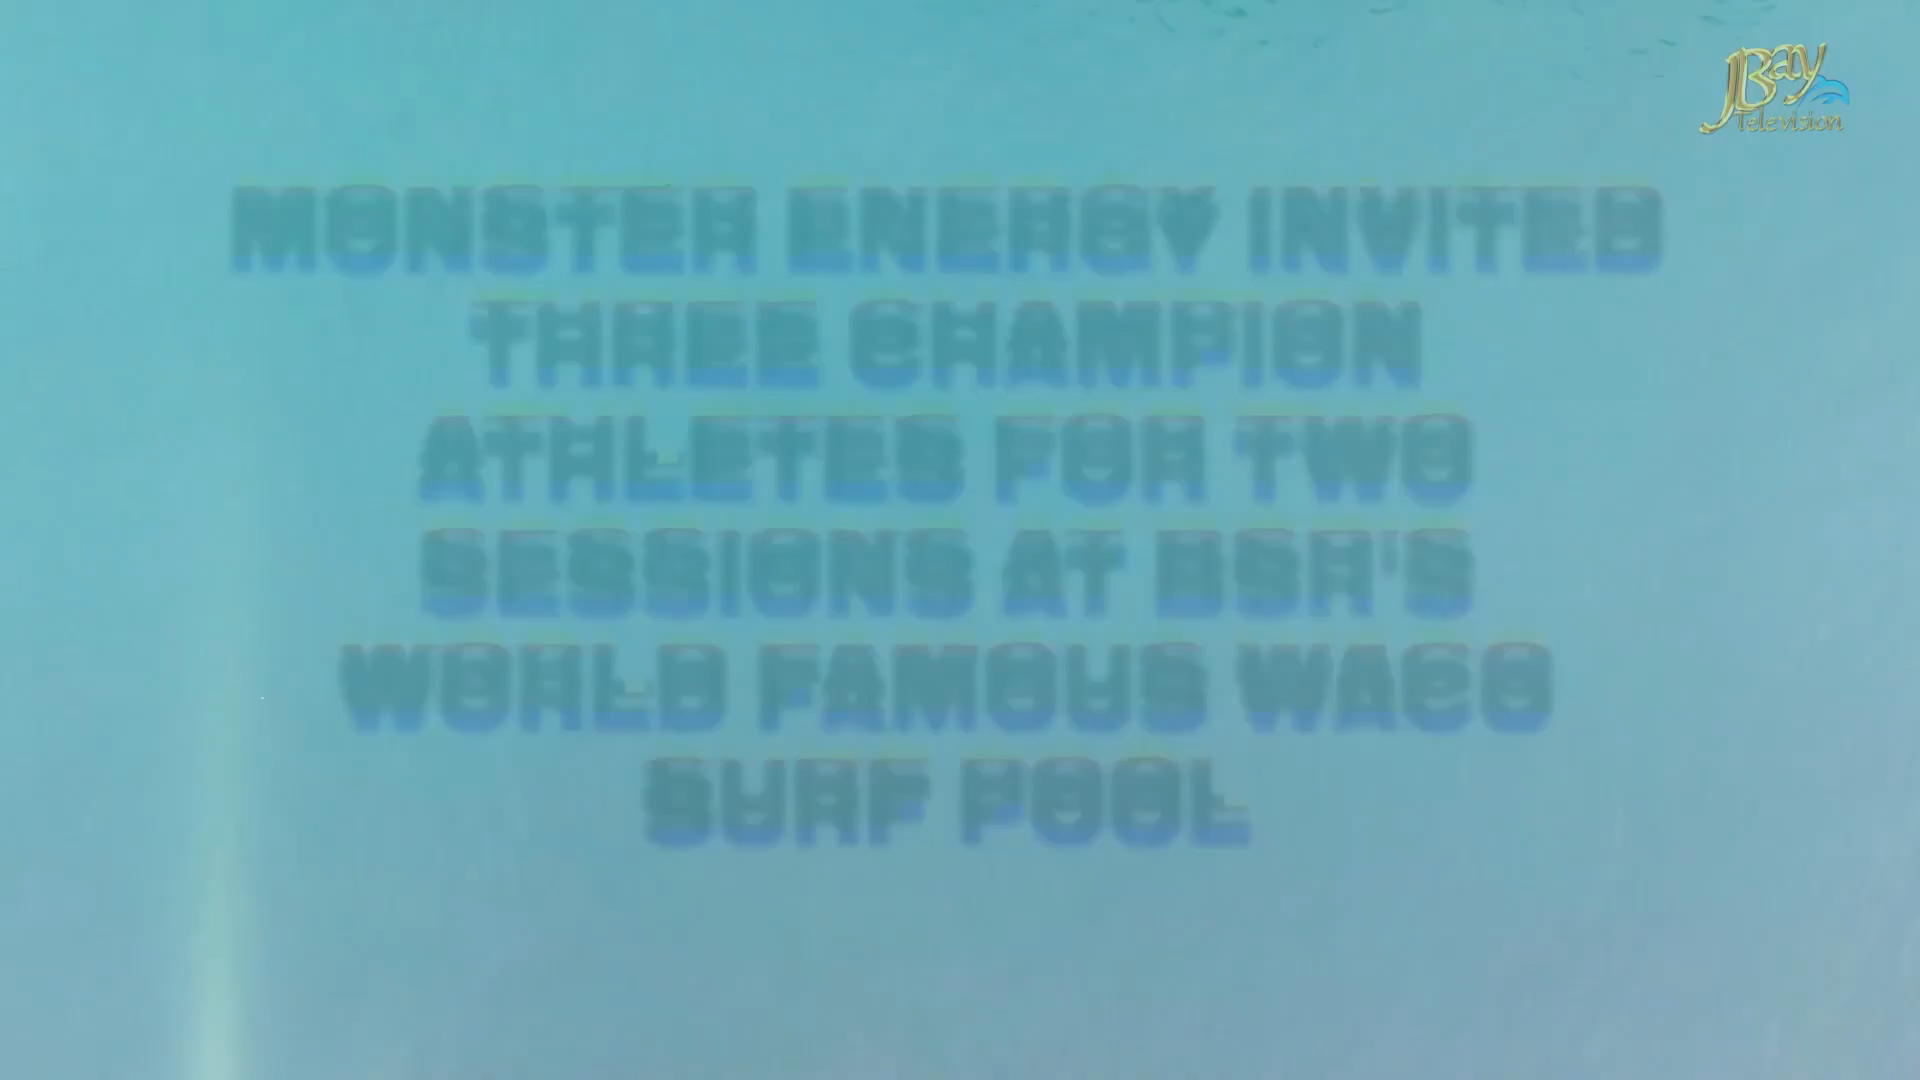 JBay
Television
MONSTER ENERGY INVITED
THREE CHAMPION
ATHLETES FOR TWO
SESSIONS AT BSR'S
WORLD FAMOUS WACO
SURF POOL